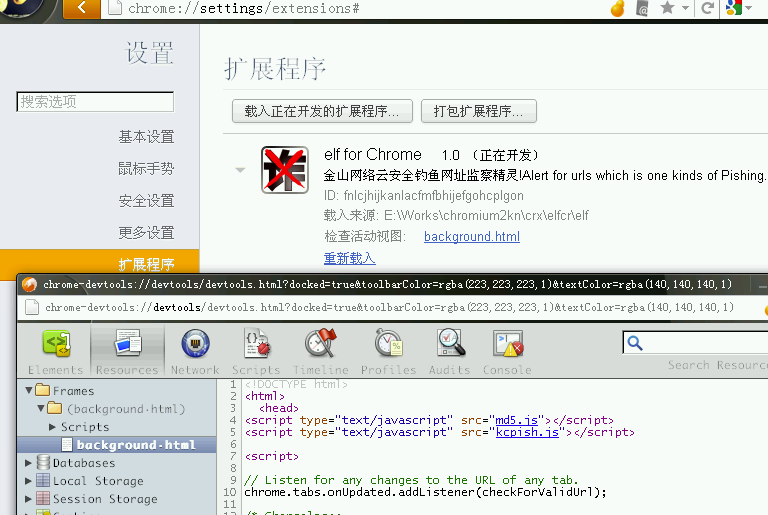 chrome://settings/extensions#
设置
搜索选项
基本设置
鼠标手势
安全设置
更多设置
扩展程序
扩展程序
载入正在开发的扩展程序...
打包扩展程序...
诈
elf for Chrome 1.0 （正在开发）
金山网络云安全钓鱼网址监察精灵!Alert for urls which is one kinds of Pishing.
ID: fnlcjhijkanlacfmfbhijefgohcplgon
载入来源: E:\Works\chromium2kn\crx\elfcr\elf
检查活动视图: background.html
重新载入
chrome-devtools://devtools/devtools.html?docked=true&toolbarColor=rgba(223,223,223,1)&textColor=rgba(140,140,140,1)
chrome-devtools://devtools/devtools.html?docked=true&toolbarColor=rgba(223,223,223,1)&textColor=rgba(140,140,140,1)
Elements
Resources
Network
Scripts
Timeline
Profiles
Audits
Console
Search Resourc
Frames
(background.html)
Scripts
background.html
Databases
Local Storage
Session Storage
1 <!DOCTYPE html>
2 <html>
3 <head>
4 <script type="text/javascript" src="md5.js"></script>
5 <script type="text/javascript" src="kcpish.js"></script>
6
7 <script>
8
9 // Listen for any changes to the URL of any tab.
10 chrome.tabs.onUpdated.addListener(checkForValidUrl);
11